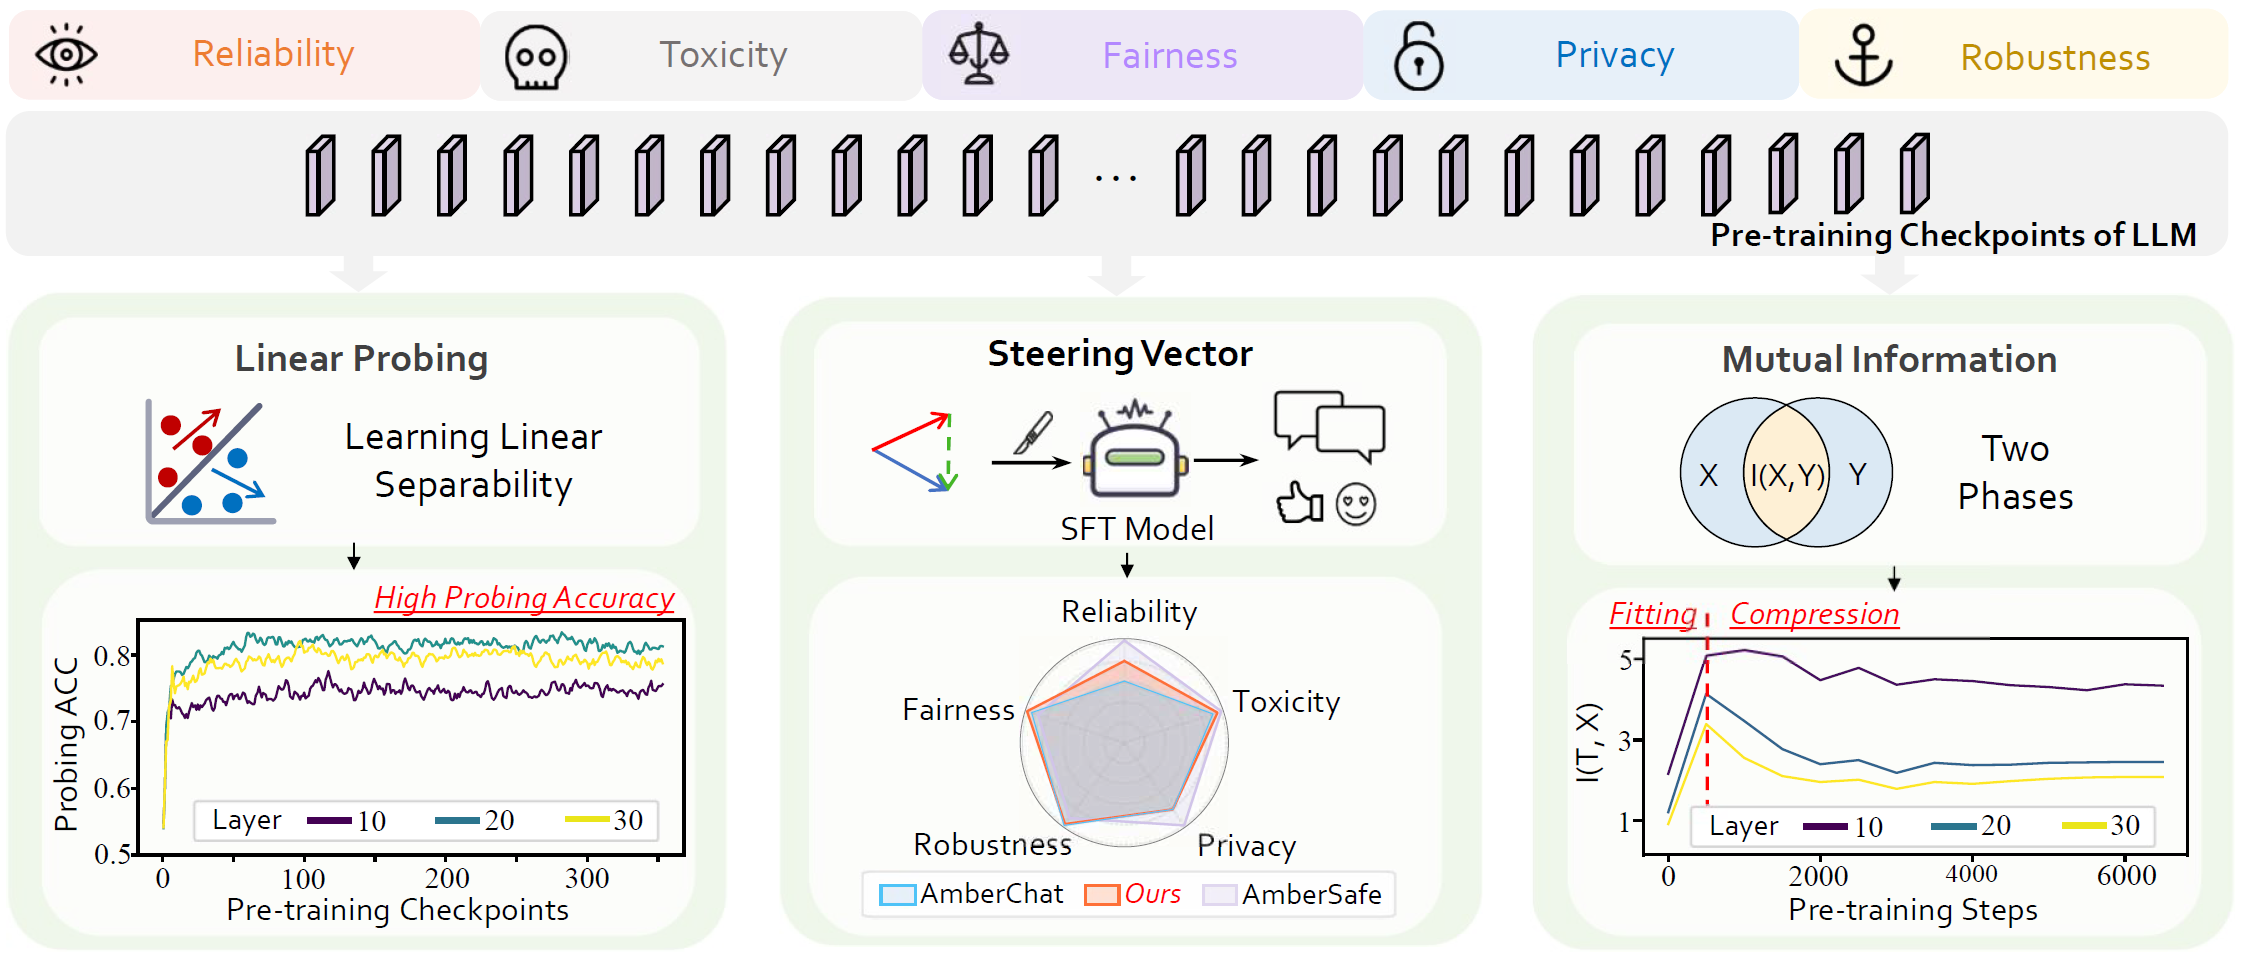 Reliability
Toxicity
Fairness
Privacy
Robustness
...
Pre-training Checkpoints of LLM
Linear Probing
Learning Linear
Separability
High Probing Accuracy
Probing ACC
0.8
0.7
0.6
0.5
Layer 10 20 30
0 100 200 300
Pre-training Checkpoints
Steering Vector
SFT Model
Reliability
Toxicity
Fairness
Robustness
Privacy
AmberChat Ours AmberSafe
Mutual Information
X I(X,Y) Y
Two
Phases
Fitting Compression
I(T, X)
5
3
1
Layer 10 20 30
0 2000 4000 6000
Pre-training Steps